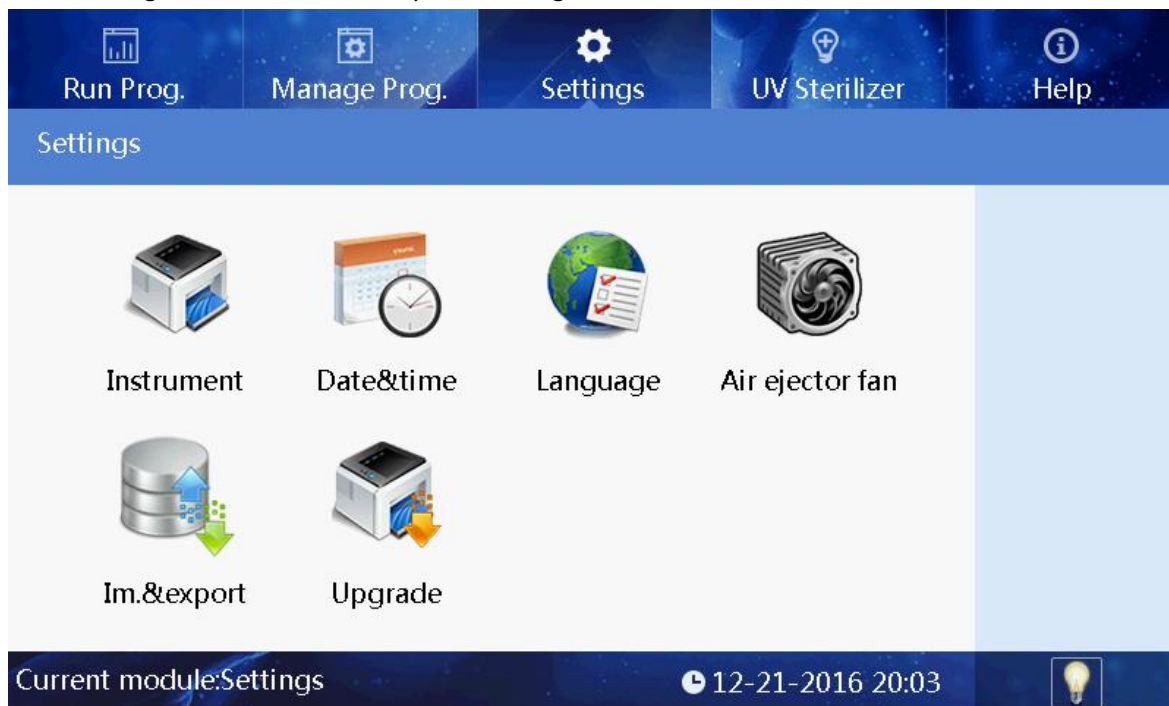 Run Prog. Manage Prog. Settings UV Sterilizer Help
Settings
Instrument Date&time Language Air ejector fan
Im.&export Upgrade
Current module:Settings 12-21-2016 20:03